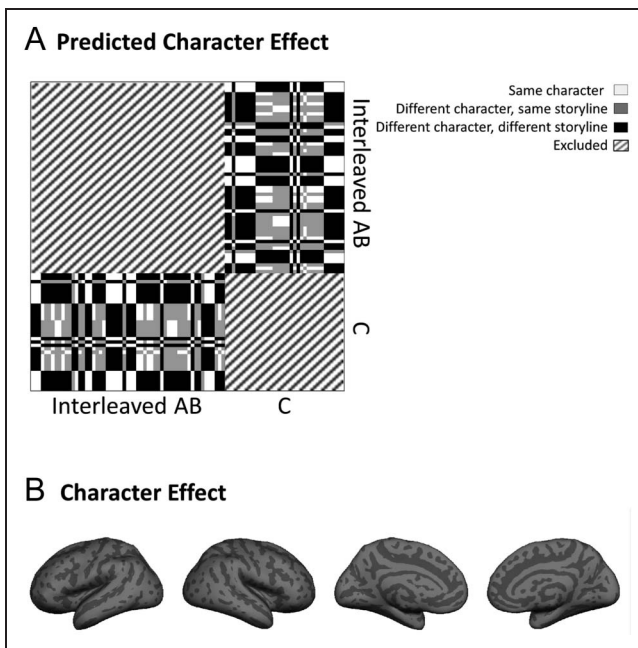 A Predicted Character Effect
Same character
Different character, same storyline
Different character, different storyline
Excluded
Interleaved AB
C
Interleaved AB
C
B Character Effect